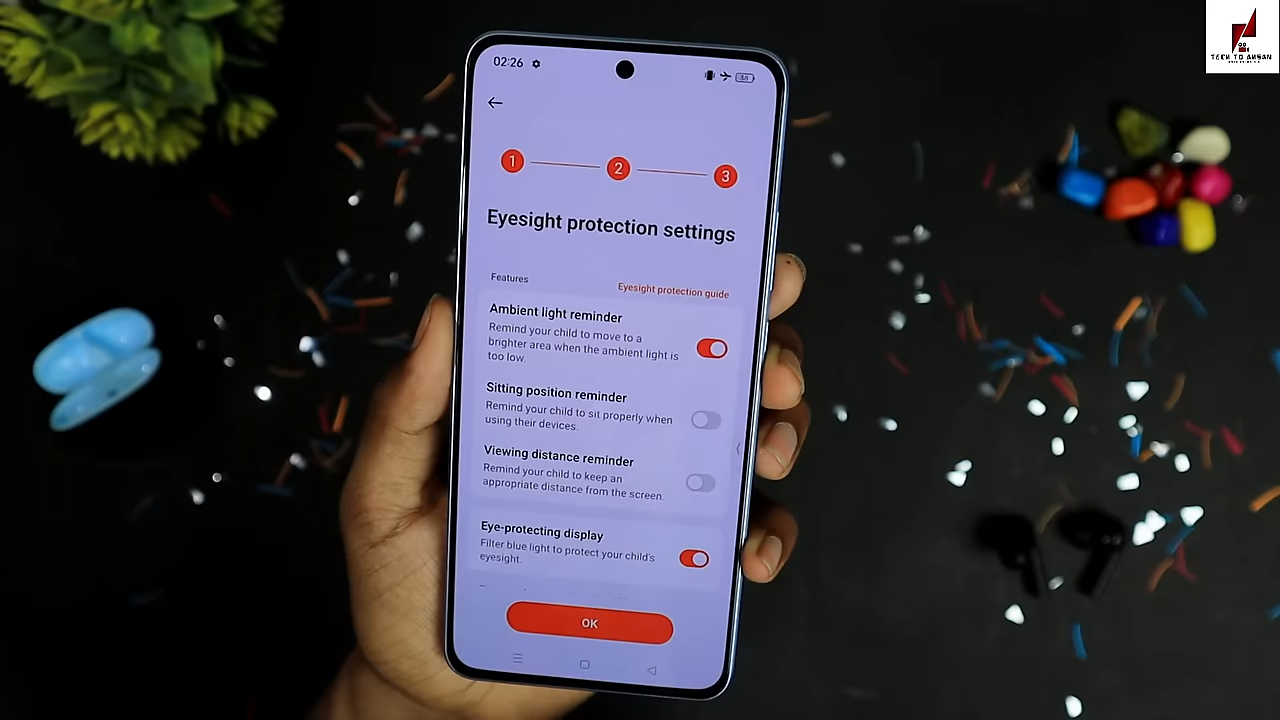 TECH TO AHSAN
02:26
1 2 3
Eyesight protection settings
Features
Eyesight protection guide
Ambient light reminder
Remind your child to move to a
brighter area when the ambient light is
too low.
Sitting position reminder
Remind your child to sit properly when
using their devices.
Viewing distance reminder
Remind your child to keep an
appropriate distance from the screen.
Eye-protecting display
Filter blue light to protect your child's
eyesight.
OK